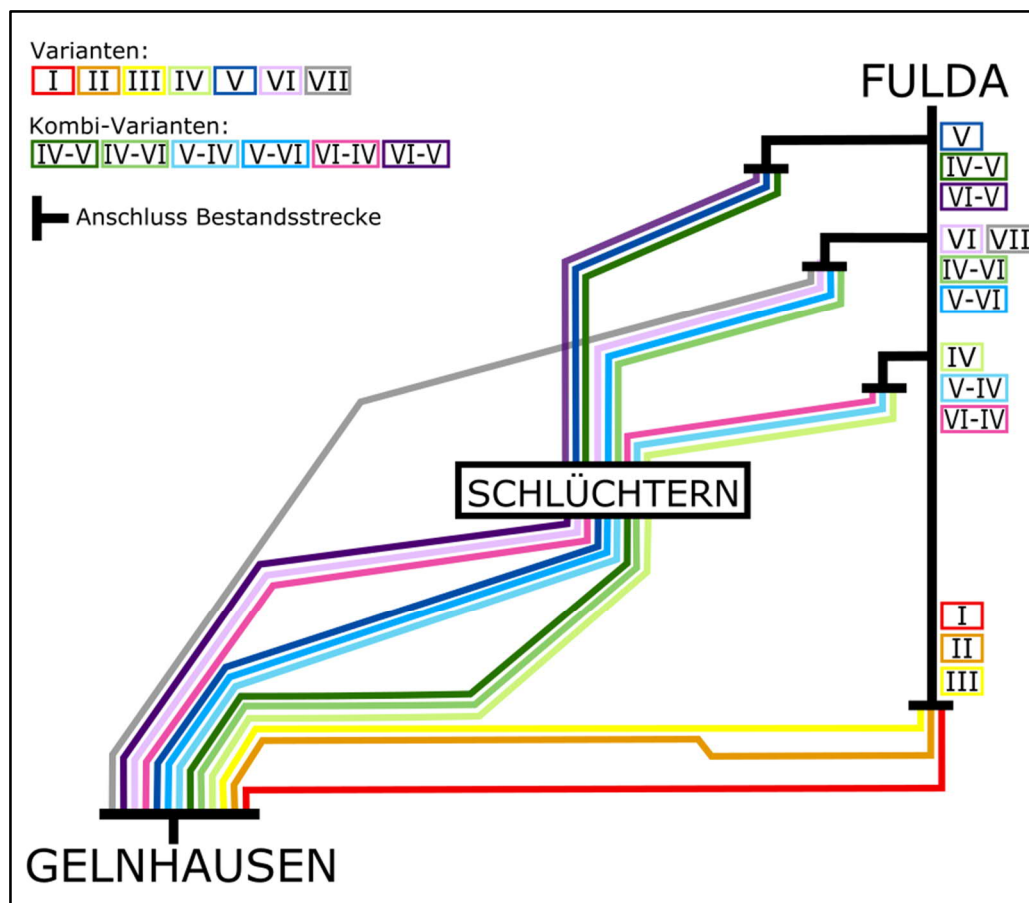 Varianten:
I II III IV V VI VII
Kombi-Varianten:
IV-V IV-VI V-IV V-VI VI-IV VI-V
Anschluss Bestandsstrecke
FULDA
V
IV-V
VI-V
VI VII
IV-VI
V-VI
IV
V-IV
VI-IV
SCHLÜCHTERN
I
II
III
GELNHAUSEN